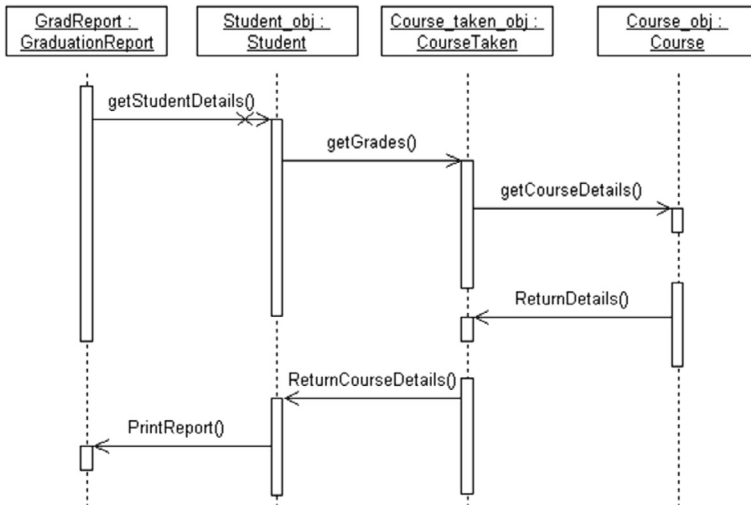 GradReport :
GraduationReport
Student_obj :
Student
Course_taken_obj :
CourseTaken
Course_obj :
Course
getStudentDetails()
getGrades()
getCourseDetails()
ReturnDetails()
ReturnCourseDetails()
PrintReport()